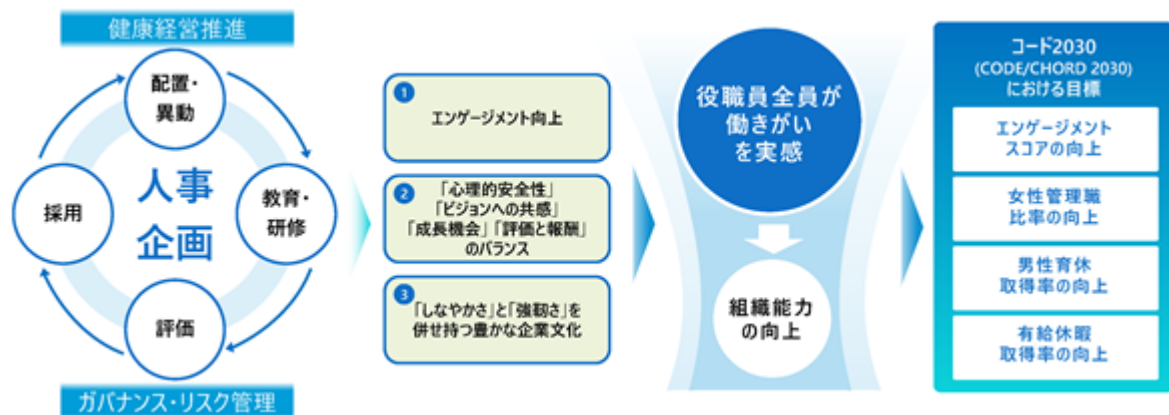 健康経営推進
配置・
異動
人事
企画
採用
教育・
研修
評価
ガバナンス・リスク管理
1
エンゲージメント向上
2
「心理的安全性」
「ビジョンへの共感」
「成長機会」「評価と報酬」
のバランス
3
「しなやかさ」と「強靭さ」を
併せ持つ豊かな企業文化
役職員全員が
働きがい
を実感
組織能力
の向上
コード2030
(CODE/CHORD 2030)
における目標
エンゲージメント
スコアの向上
女性管理職
比率の向上
男性育休
取得率の向上
有給休暇
取得率の向上